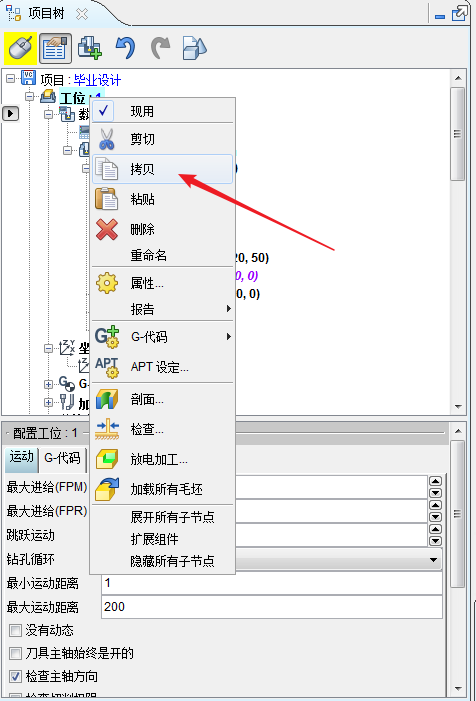 项目树
项目 : 毕业设计
工位 : 1
数
现用
剪切
拷贝
粘贴
删除
重命名
20, 50)
属性...
0, 0)
报告
0, 0)
G-代码
坐
APT 设定...
G-
剖面...
加
检查...
配置工位 : 1
运动
G-代码
放电加工...
最大进给(FPM)
加载所有毛坯
最大进给(FPR)
展开所有子节点
跳跃运动
扩展组件
钻孔循环
隐藏所有子节点
最小运动距离 1
最大运动距离 200
没有动态
刀具主轴始终是开的
检查主轴方向